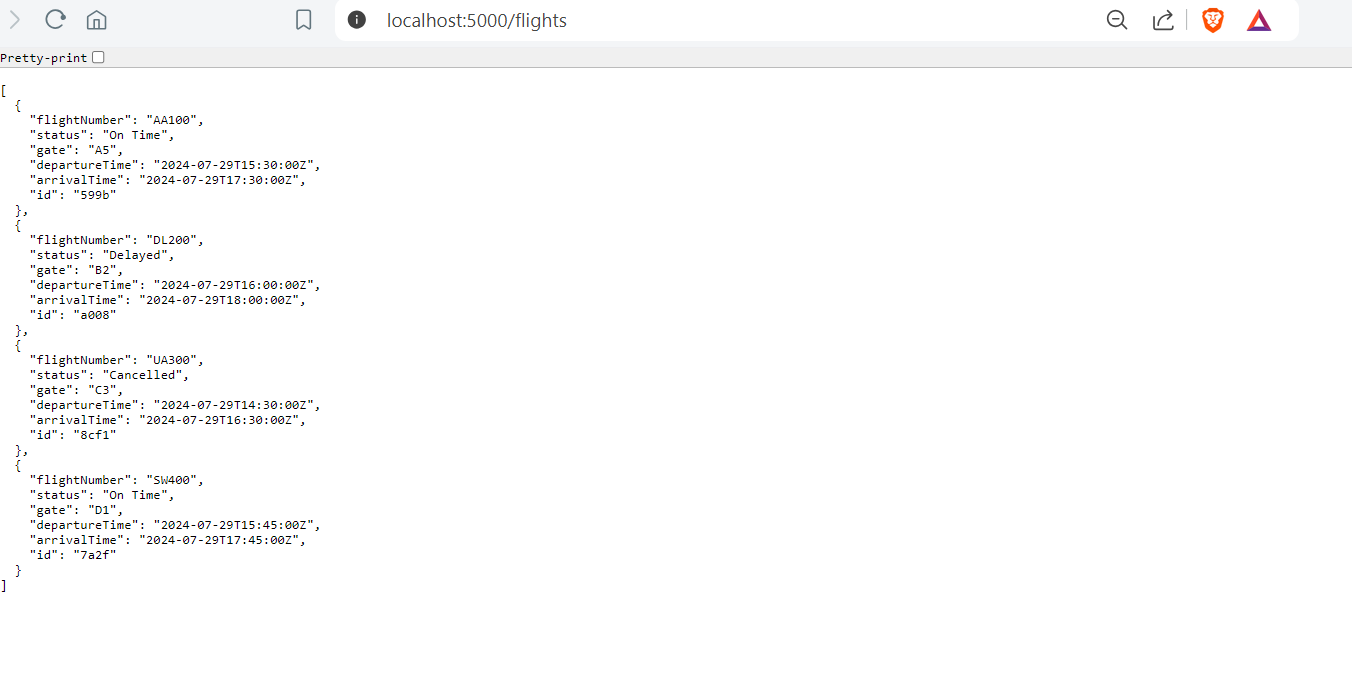 localhost:5000/flights
Pretty-print
[
  {
    "flightNumber": "AA100",
    "status": "On Time",
    "gate": "A5",
    "departureTime": "2024-07-29T15:30:00Z",
    "arrivalTime": "2024-07-29T17:30:00Z",
    "id": "599b"
  },
  {
    "flightNumber": "DL200",
    "status": "Delayed",
    "gate": "B2",
    "departureTime": "2024-07-29T16:00:00Z",
    "arrivalTime": "2024-07-29T18:00:00Z",
    "id": "a008"
  },
  {
    "flightNumber": "UA300",
    "status": "Cancelled",
    "gate": "C3",
    "departureTime": "2024-07-29T14:30:00Z",
    "arrivalTime": "2024-07-29T16:30:00Z",
    "id": "8cf1"
  },
  {
    "flightNumber": "SW400",
    "status": "On Time",
    "gate": "D1",
    "departureTime": "2024-07-29T15:45:00Z",
    "arrivalTime": "2024-07-29T17:45:00Z",
    "id": "7a2f"
  }
]